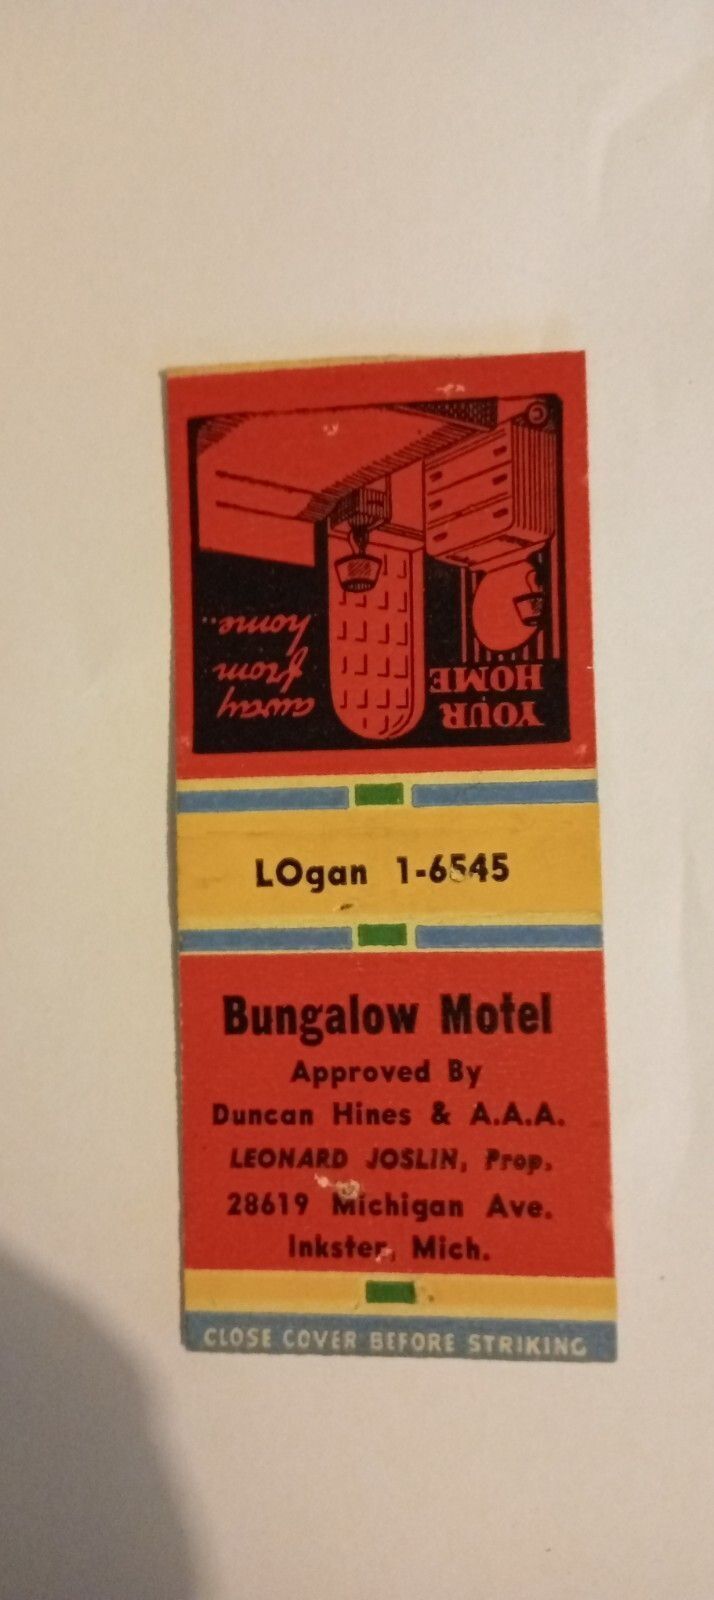 YOUR
HOME
away
from
home..
LOgan 1-6545
Bungalow Motel
Approved By
Duncan Hines & A.A.A.
LEONARD JOSLIN, Prop.
28619 Michigan Ave.
Inkster, Mich.
CLOSE COVER BEFORE STRIKING